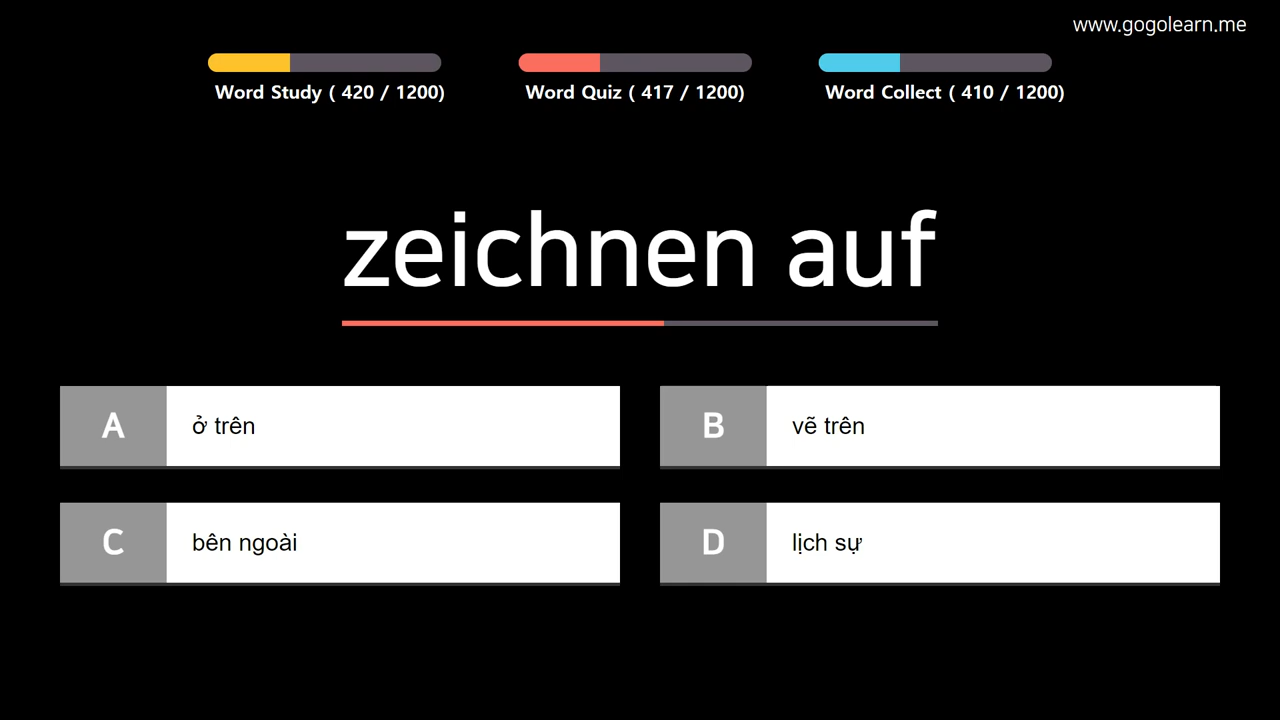 www.gogolearn.me
Word Study ( 420 / 1200)
Word Quiz ( 417 / 1200)
Word Collect ( 410 / 1200)
zeichnen auf
A
ở trên
B
vẽ trên
C
bên ngoài
D
lịch sự